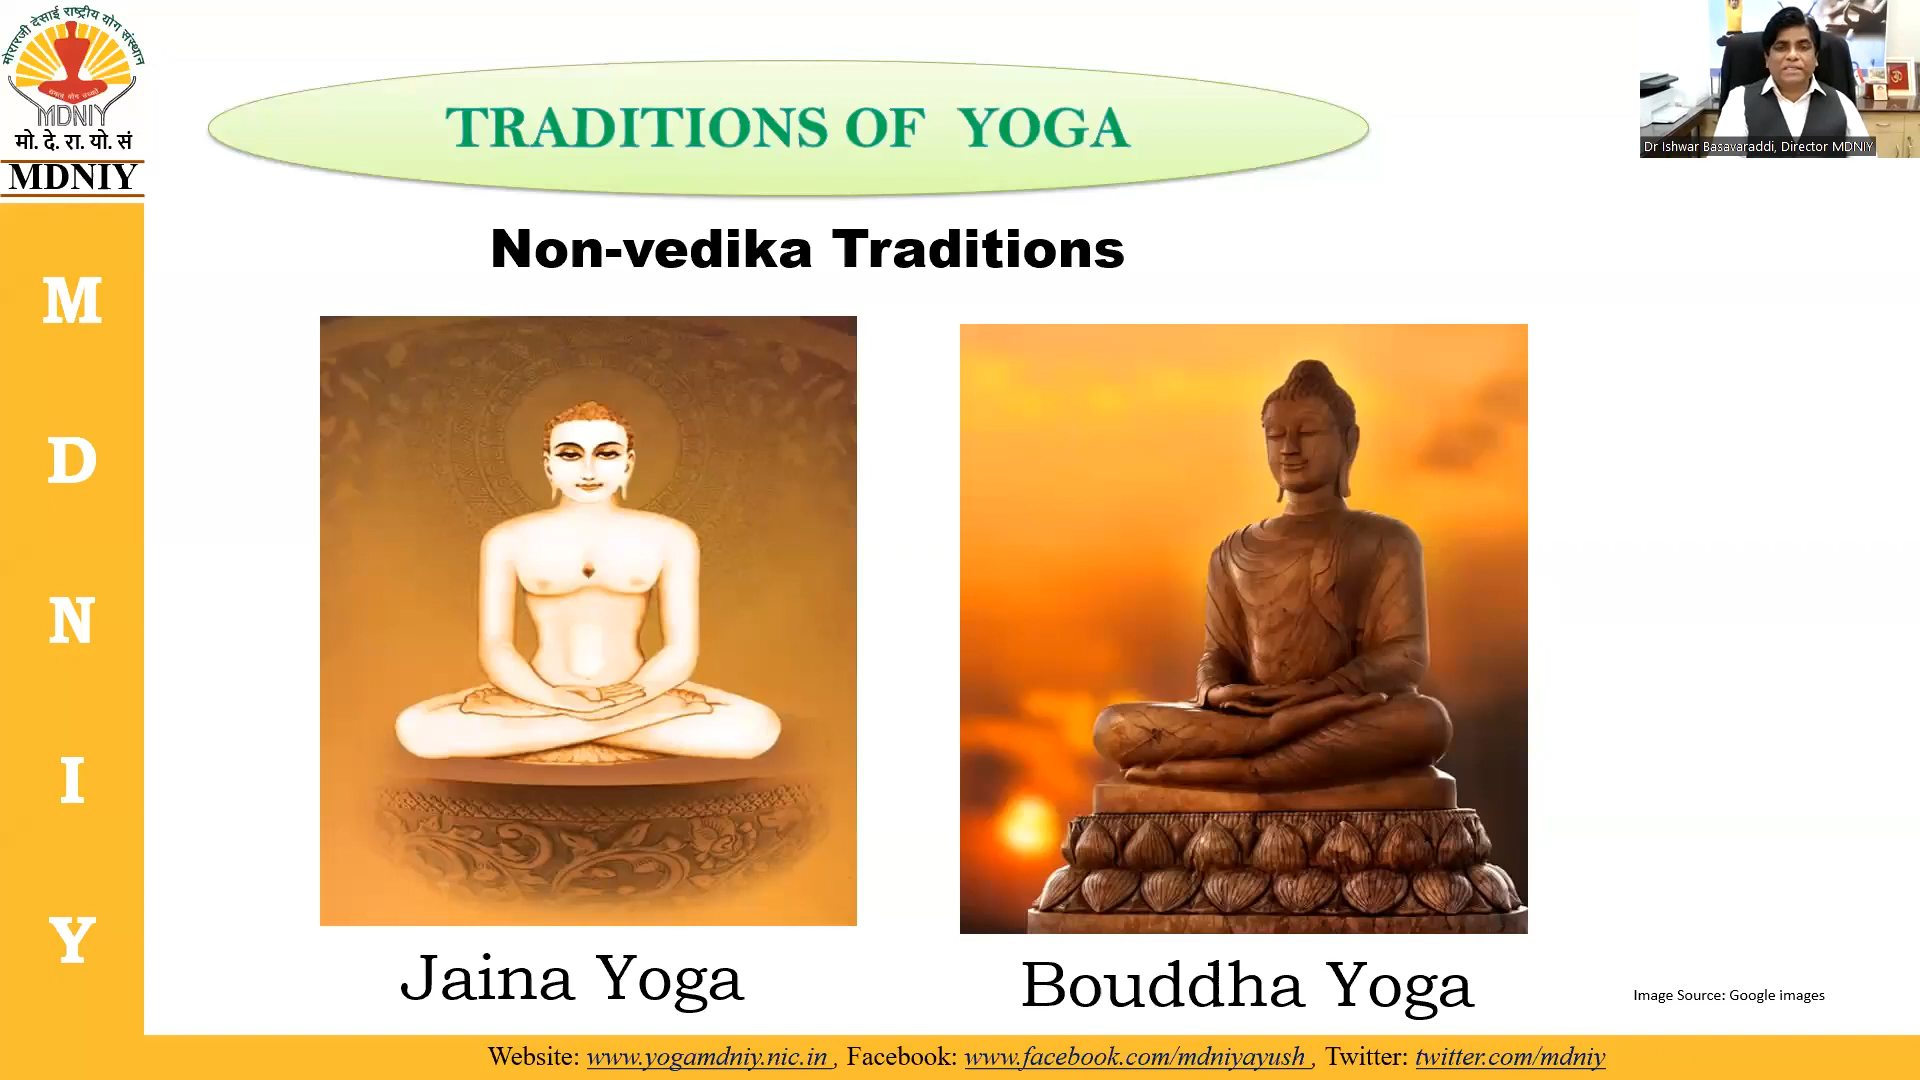 मोरारजी देसाई राष्ट्रीय योग संस्थान
MDNIY
मो. दे. रा. यो. सं
MDNIY
M
D
N
I
Y
TRADITIONS OF YOGA
Non-vedika Traditions
Jaina Yoga
Bouddha Yoga
Image Source: Google images
Dr Ishwar Basavaraddi, Director MDNIY
Website: www.yogamdniy.nic.in , Facebook: www.facebook.com/mdniyayush , Twitter: twitter.com/mdniy